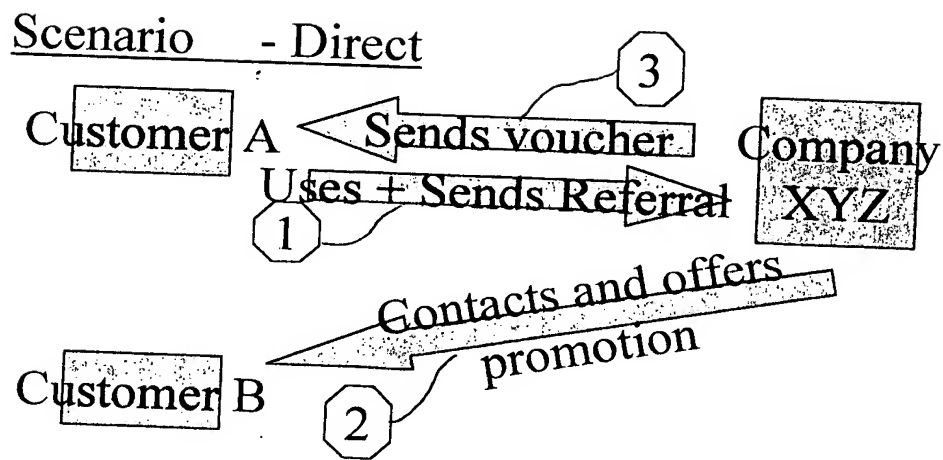 Scenario - Direct
3
Customer A
Sends voucher
Company
XYZ
Uses + Sends Referral
1
Contacts and offers
promotion
Customer B
2